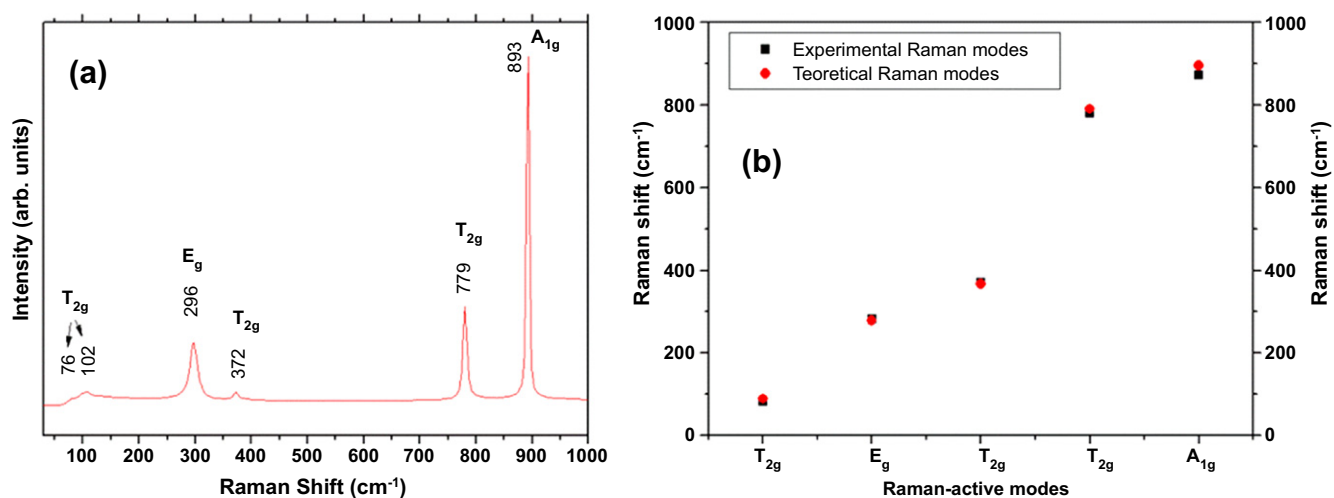 (a)
A1g
893
T2g
779
Eg
296
T2g
T2g
372
76
102
Intensity (arb. units)
100 200 300 400 500 600 700 800 900 1000
Raman Shift (cm-1)
(b)
Experimental Raman modes
Teoretical Raman modes
1000
800
600
400
200
0
Raman shift (cm-1)
1000
800
600
400
200
0
Raman shift (cm-1)
T2g Eg T2g T2g A1g
Raman-active modes